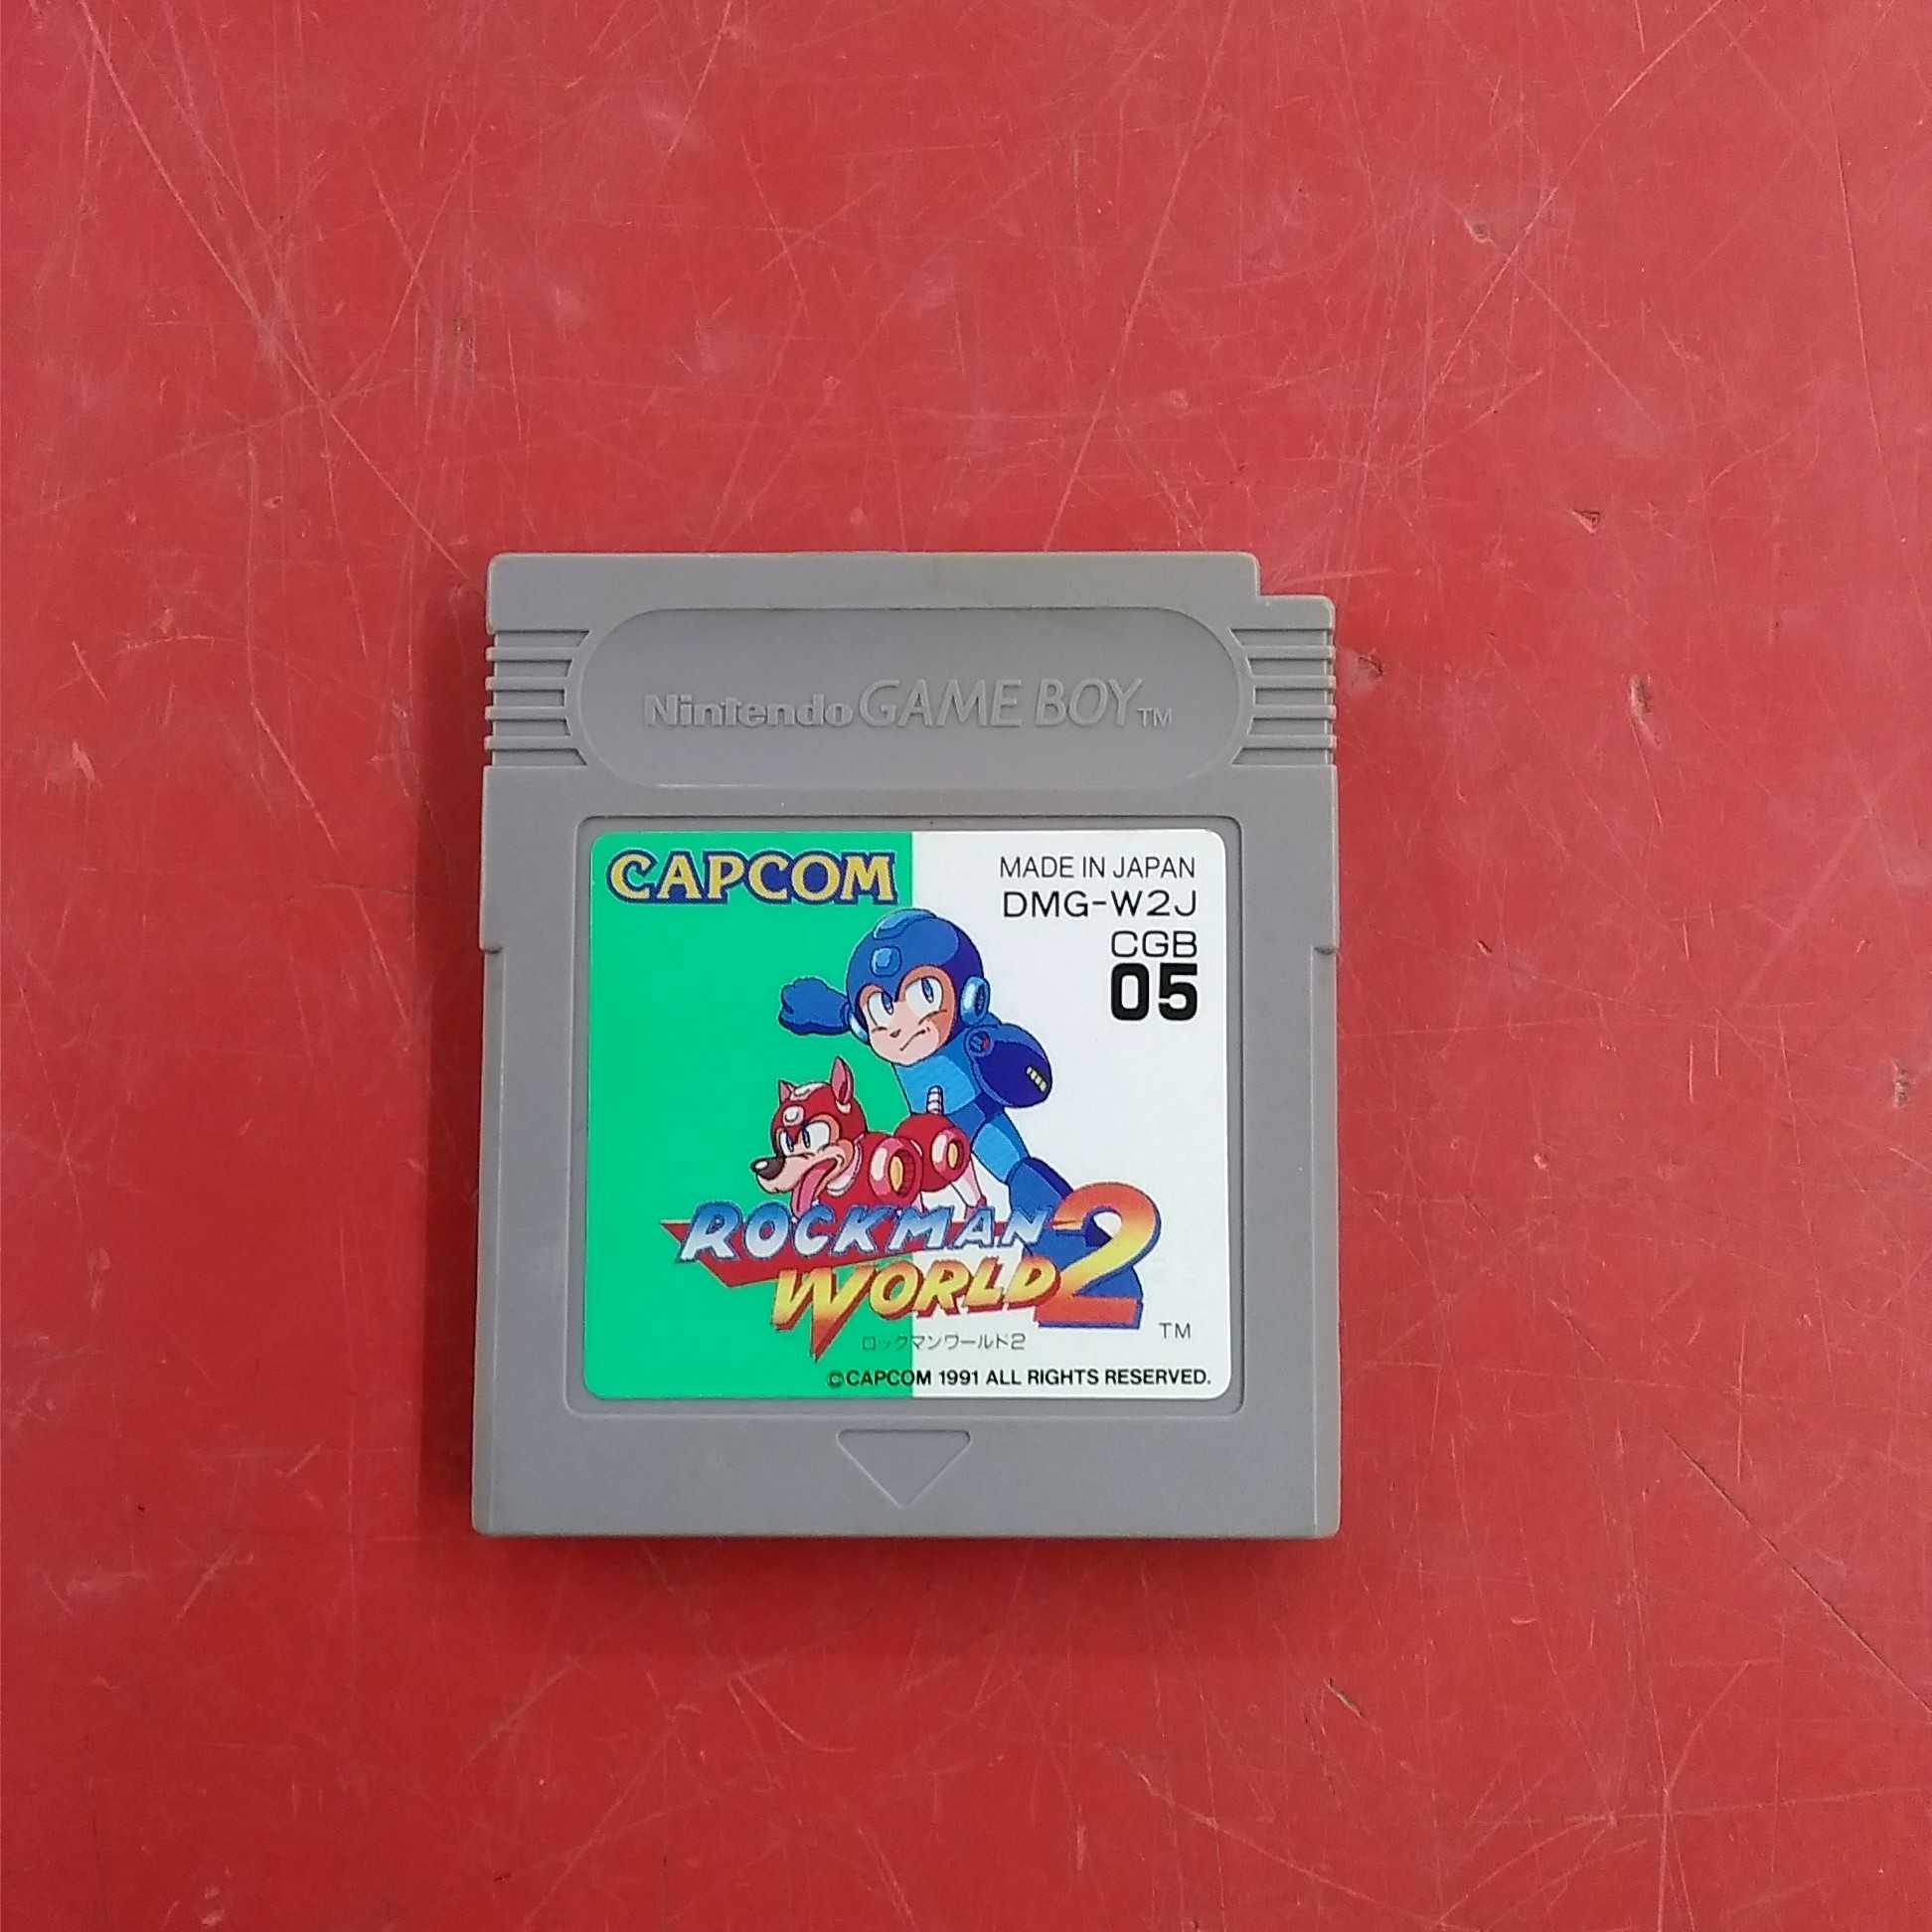 Nintendo GAME BOY TM
CAPCOM
MADE IN JAPAN
DMG-W2J
CGB
05
ROCKMAN
WORLD 2
TM
ロックマンワールド2
©CAPCOM 1991 ALL RIGHTS RESERVED.